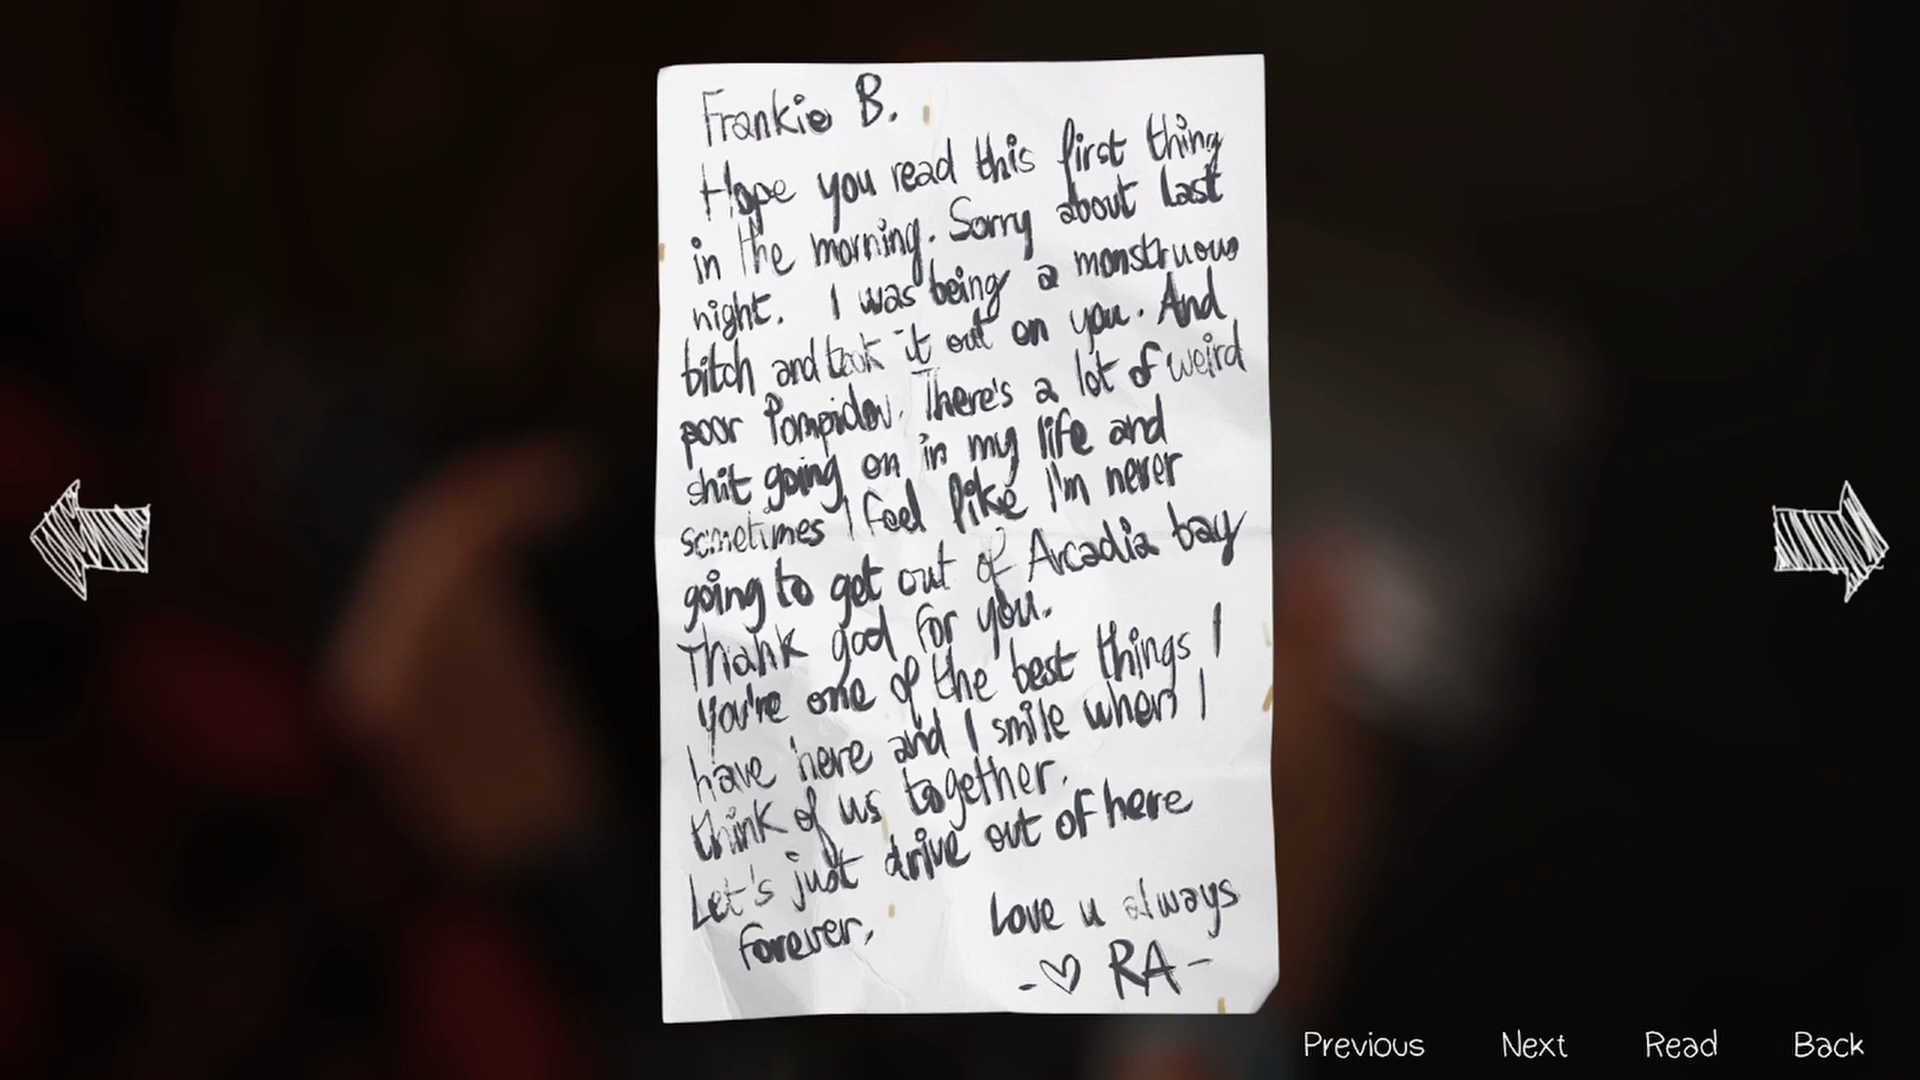 Frankie B.
Hope you read this first thing
in the morning. Sorry about last
night. I was being a monstruous
bitch and took it out on you. And
poor Pompidou. There's a lot of weird
shit going on in my life and
sometimes I feel like I'm never
going to get out of Arcadia bay
Thank god for you.
You're one of the best things I
have here and I smile when I
think of us together.
Let's just drive out of here
forever,
Love u always
-♡ RA-
Previous Next Read Back